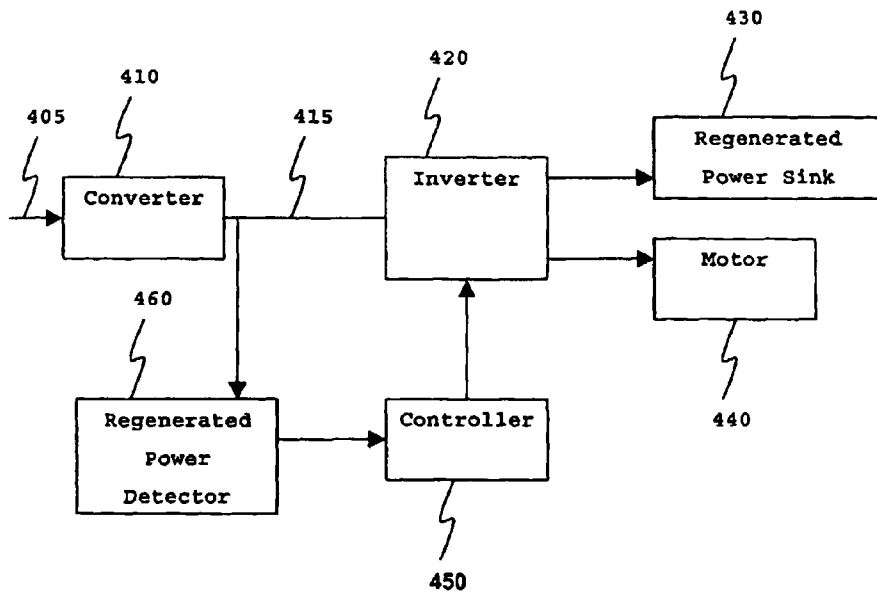 430
420
410
405
415
Regenerated
Power Sink
Inverter
Converter
Motor
460
Controller
440
Regenerated
Power
Detector
450